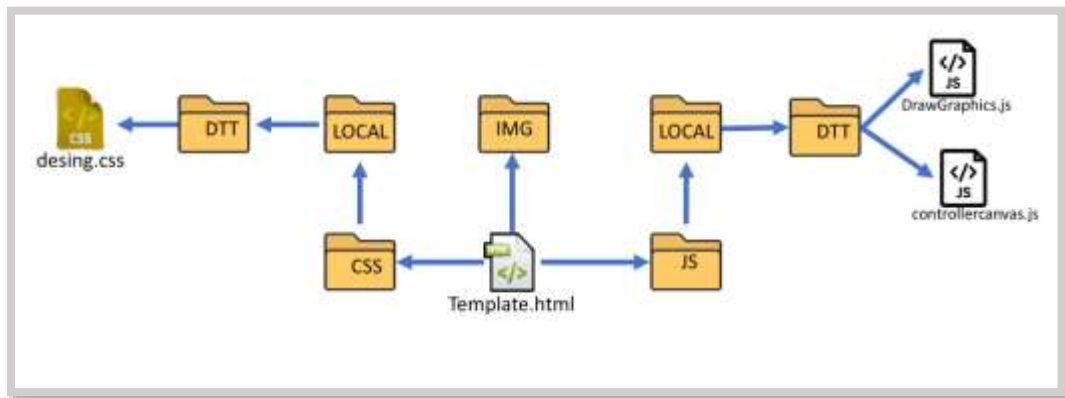 JS
DrawGraphics.js
CSS
desing.css
DTT
LOCAL
IMG
LOCAL
DTT
JS
controllercanvas.js
CSS
Template.html
JS